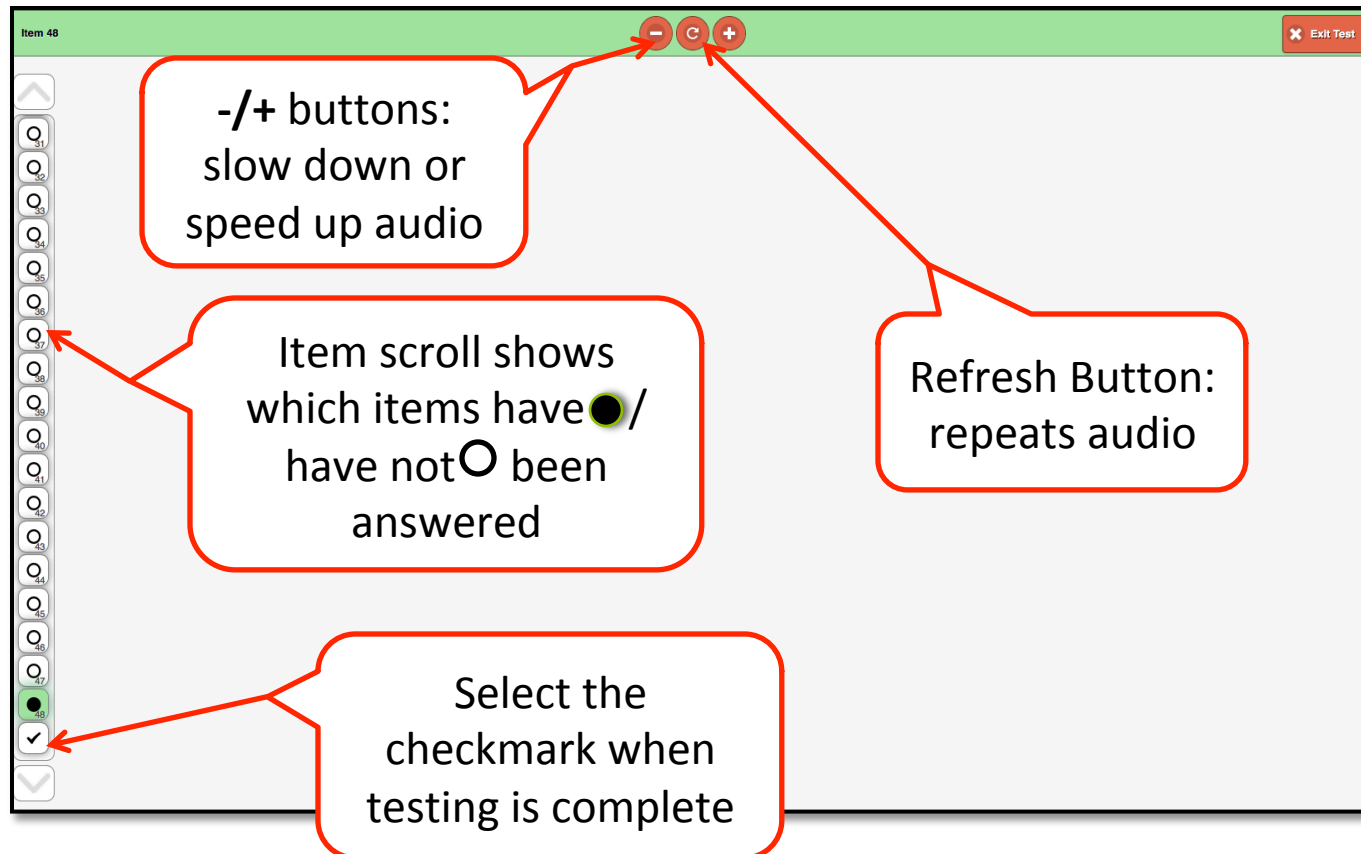 Item 48
Exit Test
-/+ buttons:
slow down or
speed up audio
31
32
33
34
35
36
37
38
39
40
41
42
43
44
45
46
47
48
Item scroll shows
which items have●/
have not○ been
answered
Refresh Button:
repeats audio
Select the
checkmark when
testing is complete